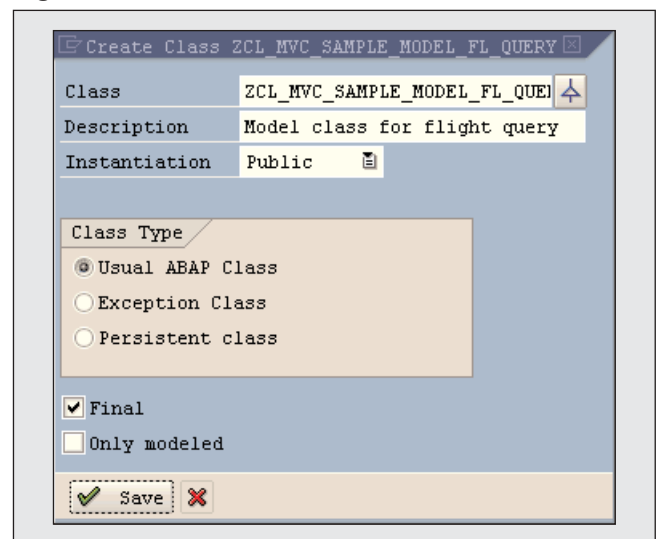 Create Class ZCL_MVC_SAMPLE_MODEL_FL_QUERY
Class ZCL_MVC_SAMPLE_MODEL_FL_QUE
Description Model class for flight query
Instantiation Public
Class Type
Usual ABAP Class
Exception Class
Persistent class
Final
Only modeled
Save